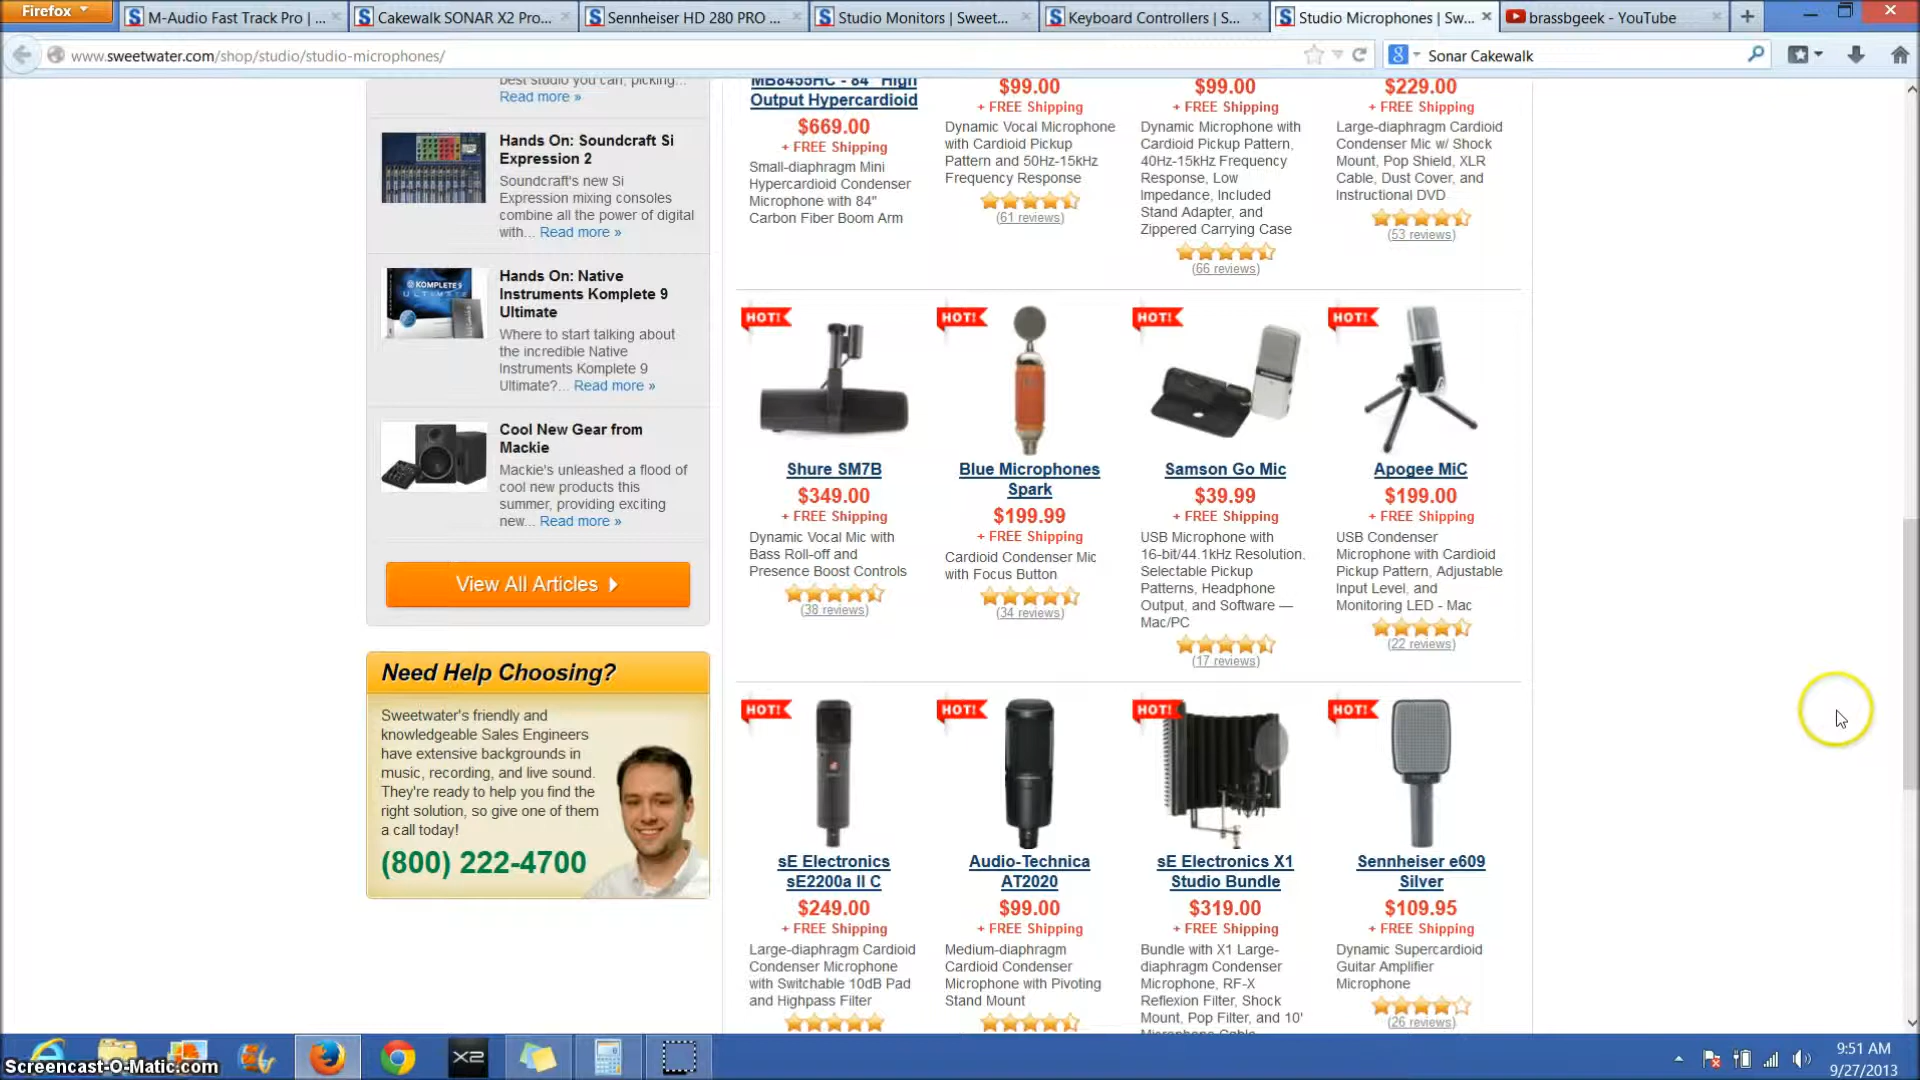 Firefox
M-Audio Fast Track Pro | ...
Cakewalk SONAR X2 Pro...
Sennheiser HD 280 PRO ...
Studio Monitors | Sweet...
Keyboard Controllers | S...
Studio Microphones | Sw...
brassbgeek - YouTube
www.sweetwater.com/shop/studio/studio-microphones/
Sonar Cakewalk
best studio you can, picking...
Read more »
Hands On: Soundcraft Si
Expression 2
Soundcraft's new Si
Expression mixing consoles
combine all the power of digital
with... Read more »
Hands On: Native
Instruments Komplete 9
Ultimate
Where to start talking about
the incredible Native
Instruments Komplete 9
Ultimate?... Read more »
Cool New Gear from
Mackie
Mackie's unleashed a flood of
cool new products this
summer, providing exciting
new... Read more »
View All Articles
Need Help Choosing?
Sweetwater's friendly and
knowledgeable Sales Engineers
have extensive backgrounds in
music, recording, and live sound.
They're ready to help you find the
right solution, so give one of them
a call today!
(800) 222-4700
MB8455HC - 84" High
Output Hypercardioid
$669.00
+ FREE Shipping
Small-diaphragm Mini
Hypercardioid Condenser
Microphone with 84"
Carbon Fiber Boom Arm
$99.00
+ FREE Shipping
Dynamic Vocal Microphone
with Cardioid Pickup
Pattern and 50Hz-15kHz
Frequency Response
(61 reviews)
$99.00
+ FREE Shipping
Dynamic Microphone with
Cardioid Pickup Pattern,
40Hz-15kHz Frequency
Response, Low
Impedance, Included
Stand Adapter, and
Zippered Carrying Case
(66 reviews)
$229.00
+ FREE Shipping
Large-diaphragm Cardioid
Condenser Mic w/ Shock
Mount, Pop Shield, XLR
Cable, Dust Cover, and
Instructional DVD
(53 reviews)
HOT!
Shure SM7B
$349.00
+ FREE Shipping
Dynamic Vocal Mic with
Bass Roll-off and
Presence Boost Controls
(38 reviews)
HOT!
Blue Microphones
Spark
$199.99
+ FREE Shipping
Cardioid Condenser Mic
with Focus Button
(34 reviews)
HOT!
Samson Go Mic
$39.99
+ FREE Shipping
USB Microphone with
16-bit/44.1kHz Resolution.
Selectable Pickup
Patterns, Headphone
Output, and Software —
Mac/PC
(17 reviews)
HOT!
Apogee MiC
$199.00
+ FREE Shipping
USB Condenser
Microphone with Cardioid
Pickup Pattern, Adjustable
Input Level, and
Monitoring LED - Mac
(22 reviews)
HOT!
sE Electronics
sE2200a II C
$249.00
+ FREE Shipping
Large-diaphragm Cardioid
Condenser Microphone
with Switchable 10dB Pad
and Highpass Filter
HOT!
Audio-Technica
AT2020
$99.00
+ FREE Shipping
Medium-diaphragm
Cardioid Condenser
Microphone with Pivoting
Stand Mount
HOT!
sE Electronics X1
Studio Bundle
$319.00
+ FREE Shipping
Bundle with X1 Large-
diaphragm Condenser
Microphone, RF-X
Reflexion Filter, Shock
Mount, Pop Filter, and 10'
Microphone Cable
HOT!
Sennheiser e609
Silver
$109.95
+ FREE Shipping
Dynamic Supercardioid
Guitar Amplifier
Microphone
(26 reviews)
KOMPLETE 9
ULTIMATE
X2
Screencast-O-Matic.com
9:51 AM
9/27/2013